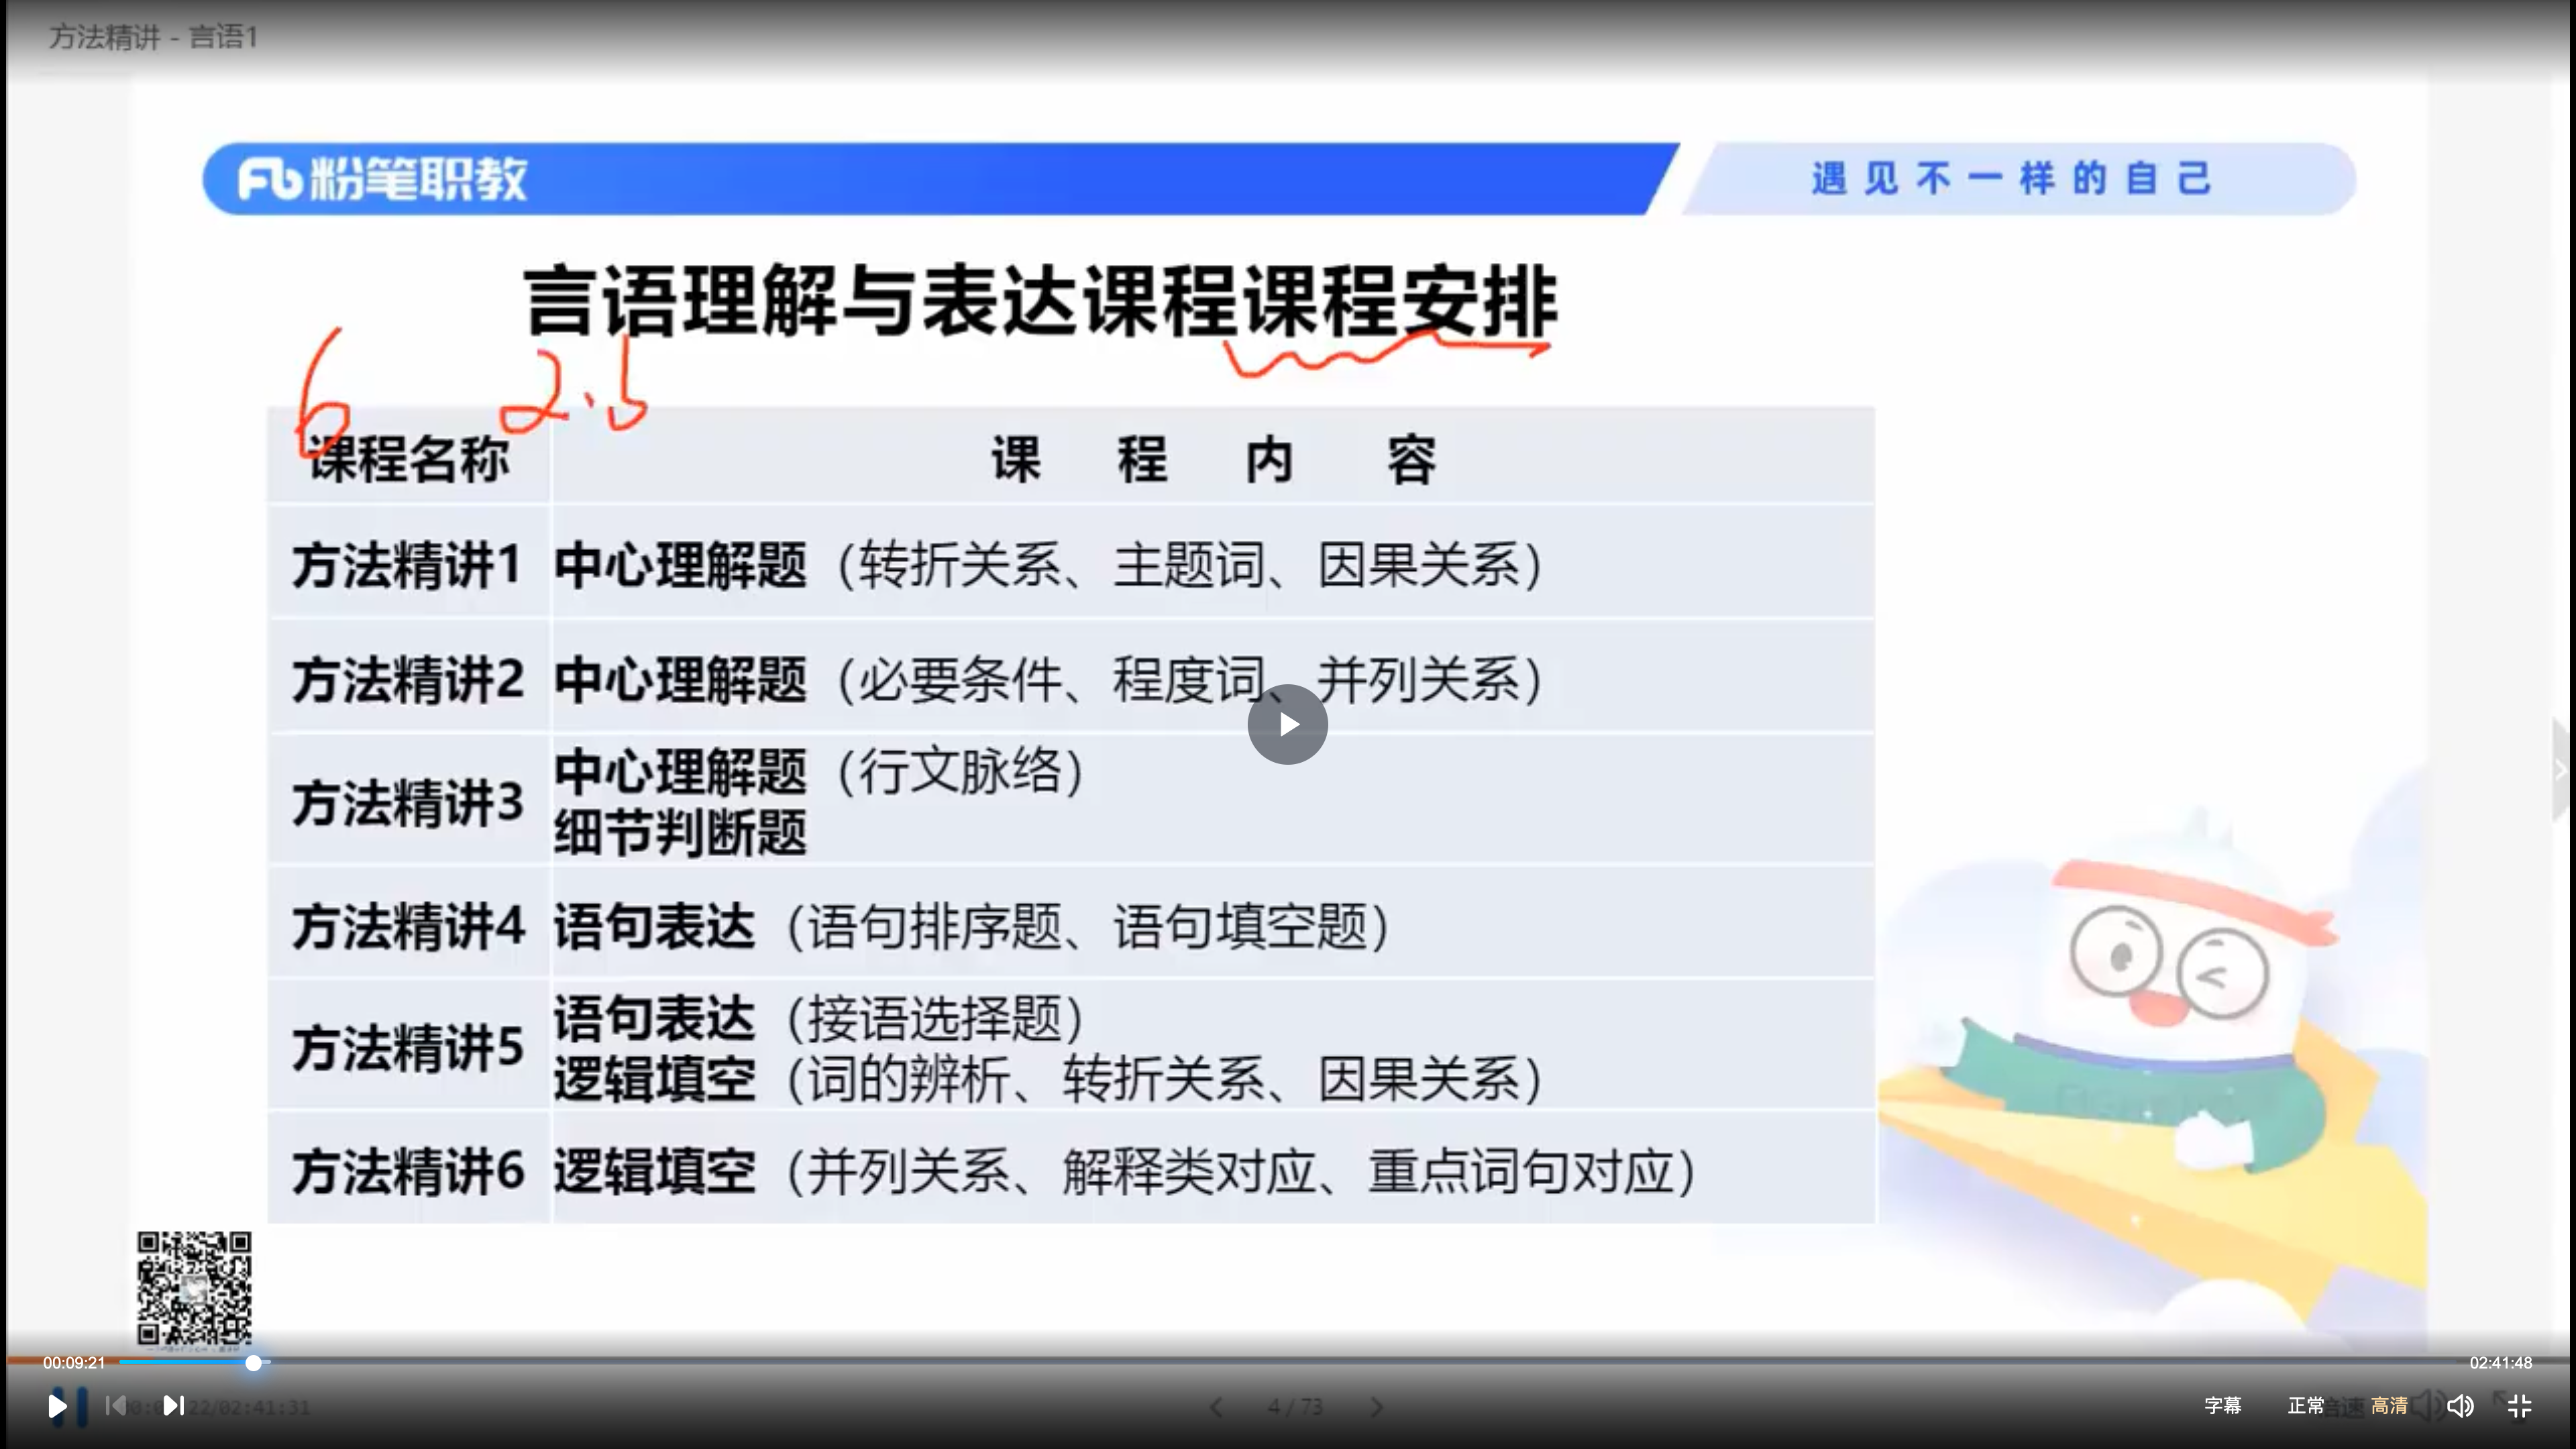 方法精讲 - 言语1
粉笔职教
遇见不一样的自己
言语理解与表达课程课程安排
6
2.5
课程名称 课程内容
方法精讲1 中心理解题（转折关系、主题词、因果关系）
方法精讲2 中心理解题（必要条件、程度词、并列关系）
方法精讲3 中心理解题（行文脉络）
细节判断题
方法精讲4 语句表达（语句排序题、语句填空题）
方法精讲5 语句表达（接语选择题）
逻辑填空（词的辨析、转折关系、因果关系）
方法精讲6 逻辑填空（并列关系、解释类对应、重点词句对应）
00:09:21 02:41:48
22/02:41:31 4 / 73 字幕 正常 倍速 高清